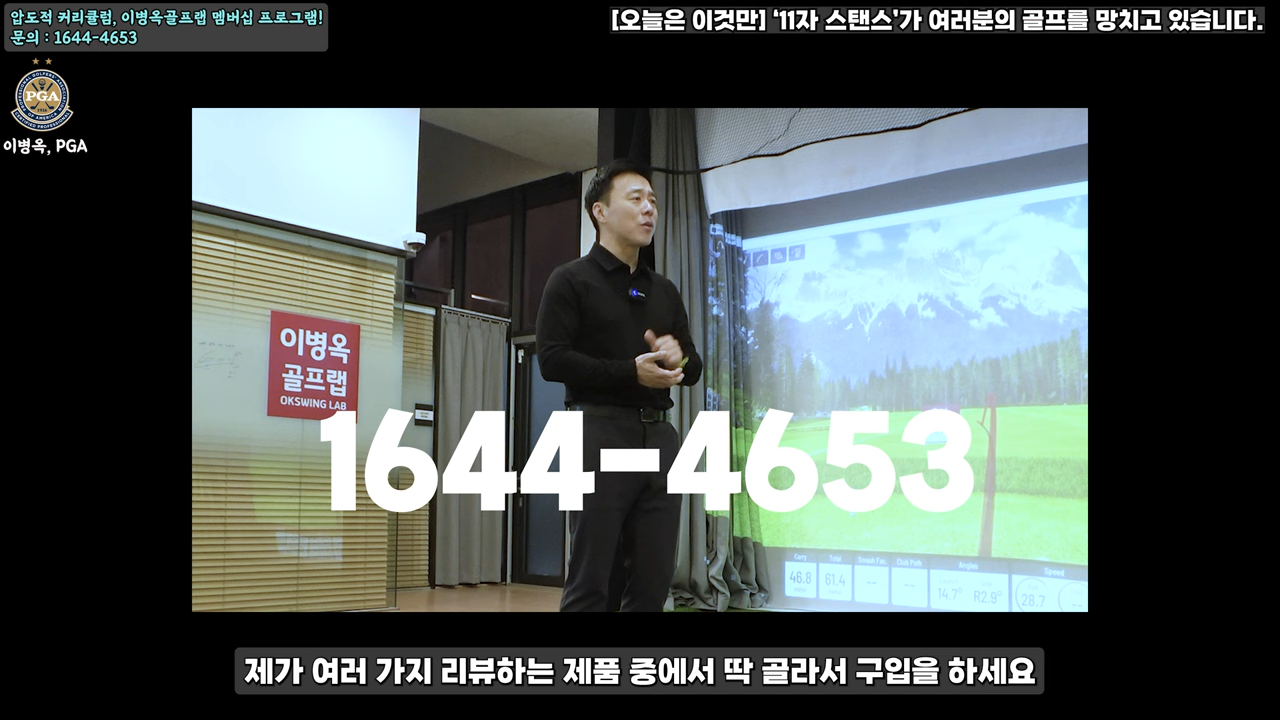 압도적 커리큘럼, 이병옥골프랩 멤버십 프로그램!
문의 : 1644-4653
[오늘은 이것만] ‘11자 스탠스’가 여러분의 골프를 망치고 있습니다.
PGA
이병옥, PGA
이병옥
골프랩
OKSWING LAB
1644-4653
Carry
Total
Smash Fac.
Club Path
Angles
Speed
46.8
61.4
--
--
14.7°
R2.9°
28.7
--
제가 여러 가지 리뷰하는 제품 중에서 딱 골라서 구입을 하세요